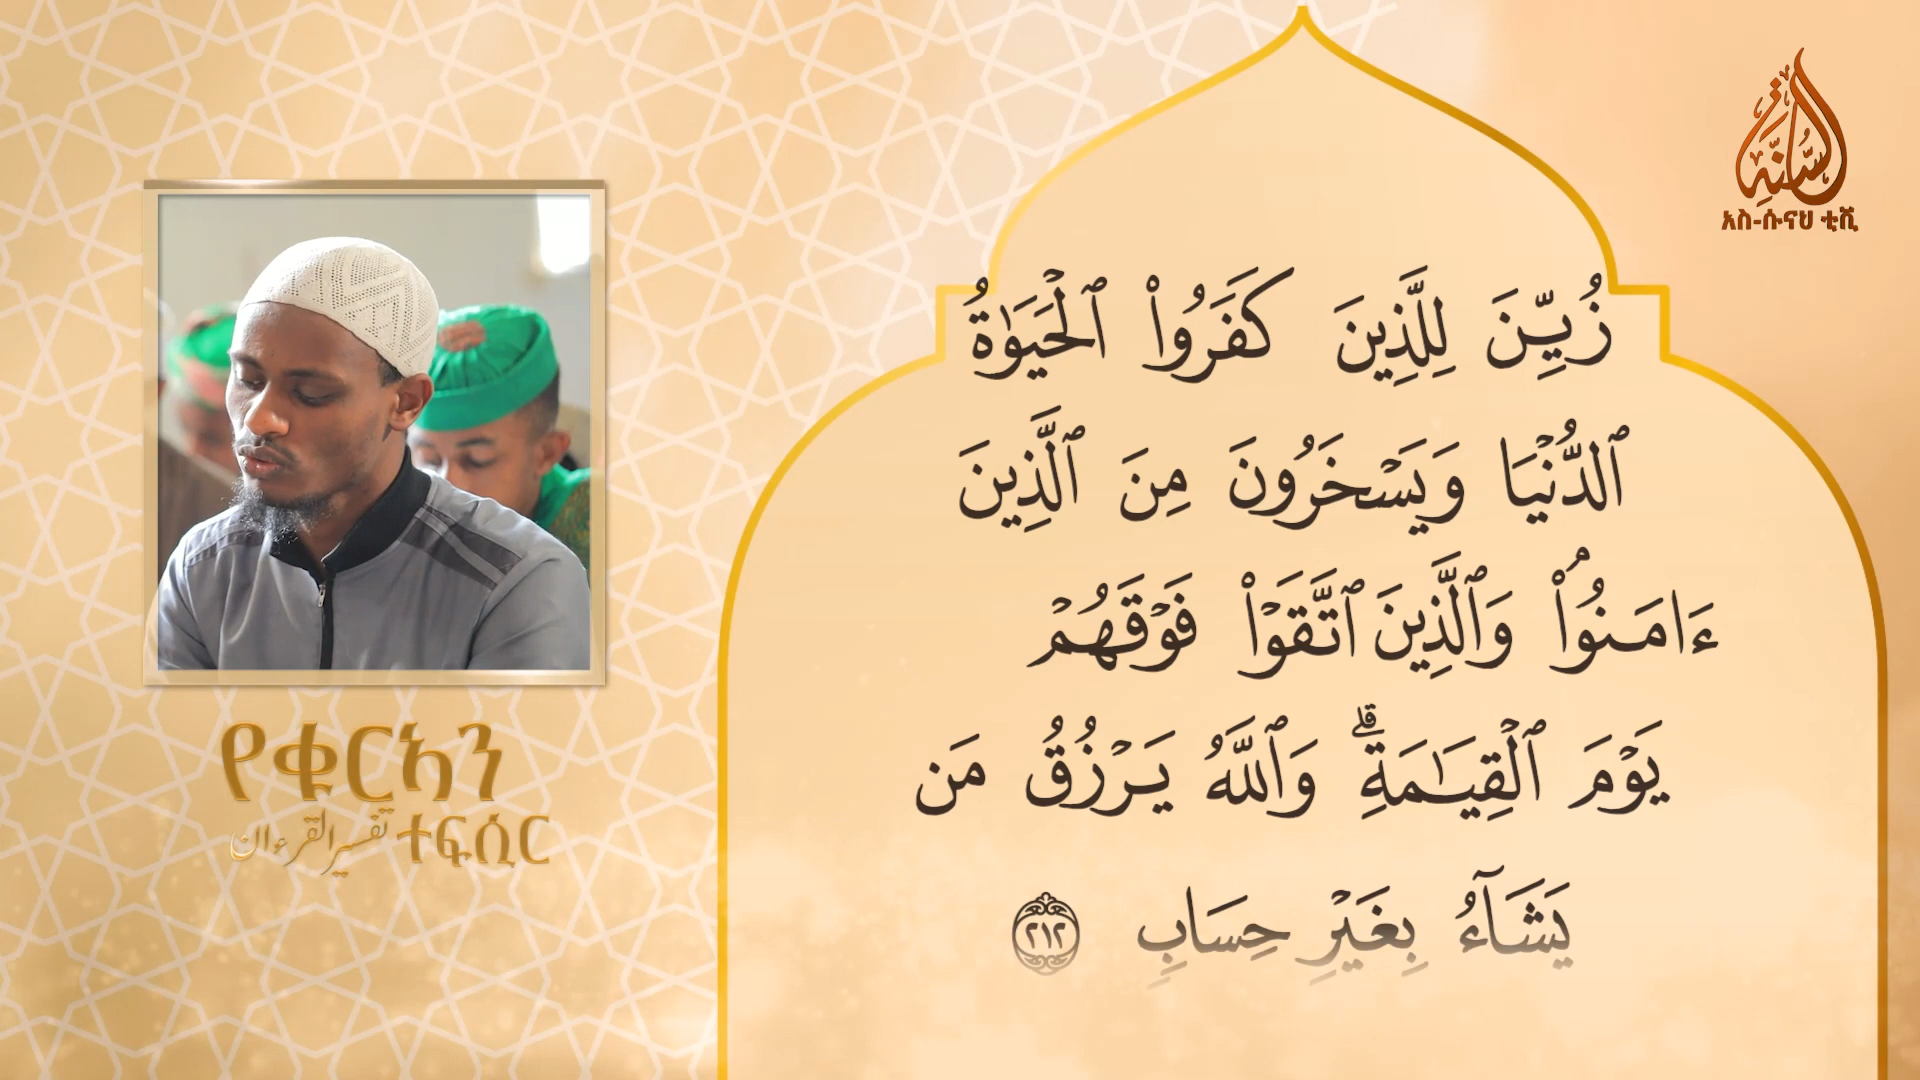 السنة
አስ-ሱናህ ቲቪ
زُيِّنَ لِلَّذِينَ كَفَرُوا۟ ٱلْحَيَوٰةُ
ٱلدُّنْيَا وَيَسْخَرُونَ مِنَ ٱلَّذِينَ
ءَامَنُوا۟ ۘ وَٱلَّذِينَ ٱتَّقَوْا۟ فَوْقَهُمْ
يَوْمَ ٱلْقِيَـٰمَةِ ۗ وَٱللَّهُ يَرْزُقُ مَن
يَشَآءُ بِغَيْرِ حِسَابٍ ٢١٢
የቁርኣን
ተፍሲር تفسير القرءان